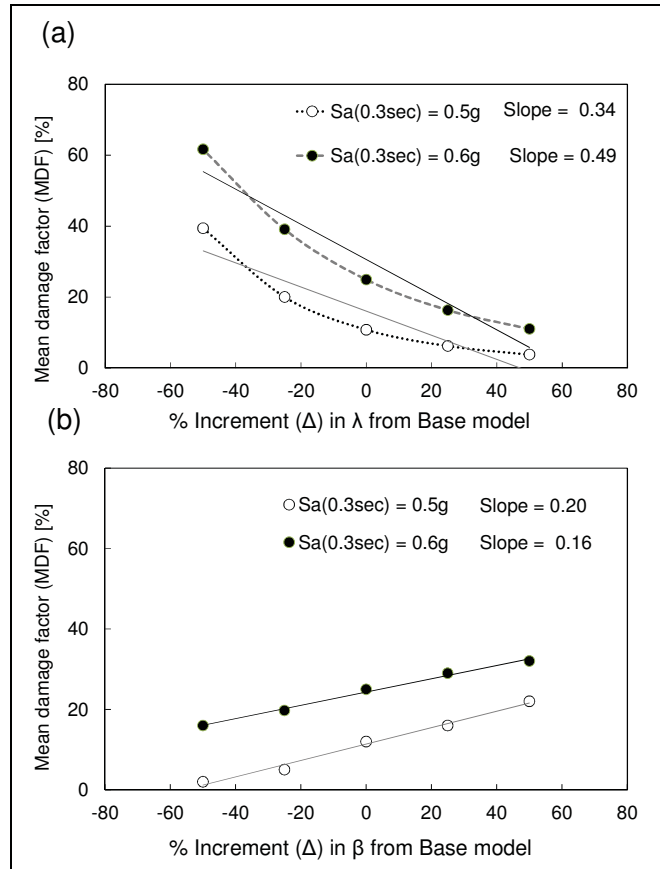 (a)
80
60
40
20
0
Mean damage factor (MDF) [%]
Sa(0.3sec) = 0.5g Slope = 0.34
Sa(0.3sec) = 0.6g Slope = 0.49
-80 -60 -40 -20 0 20 40 60 80
% Increment (Δ) in λ from Base model
(b)
80
60
40
20
0
Mean damage factor (MDF) [%]
Sa(0.3sec) = 0.5g Slope = 0.20
Sa(0.3sec) = 0.6g Slope = 0.16
-80 -60 -40 -20 0 20 40 60 80
% Increment (Δ) in β from Base model